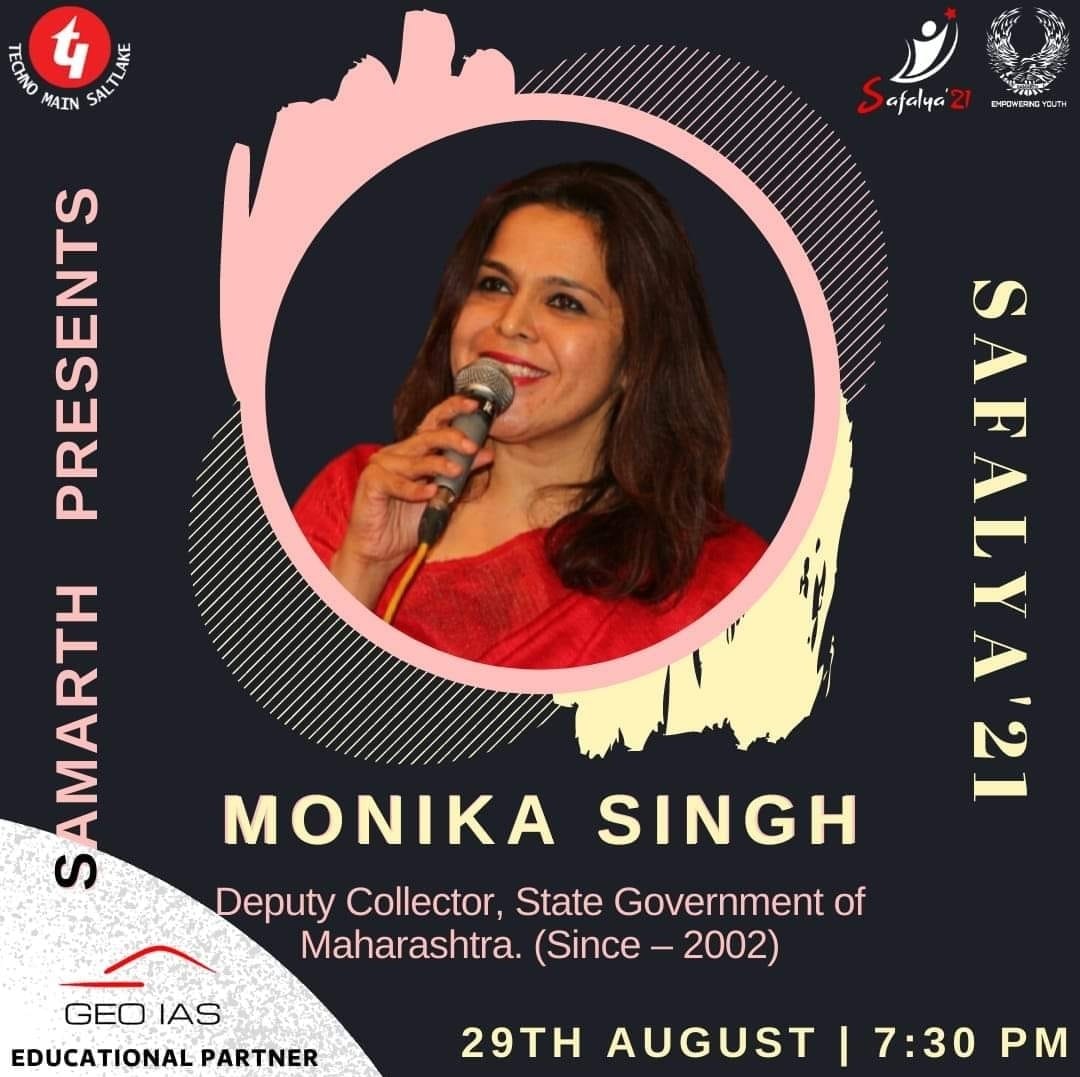 ty
TECHNO MAIN SALTLAKE
Safalya'21
EMPOWERING YOUTH
SAMARTH PRESENTS
SAFALYA'21
MONIKA SINGH
Deputy Collector, State Government of
Maharashtra. (Since – 2002)
GEO IAS
EDUCATIONAL PARTNER
29TH AUGUST | 7:30 PM